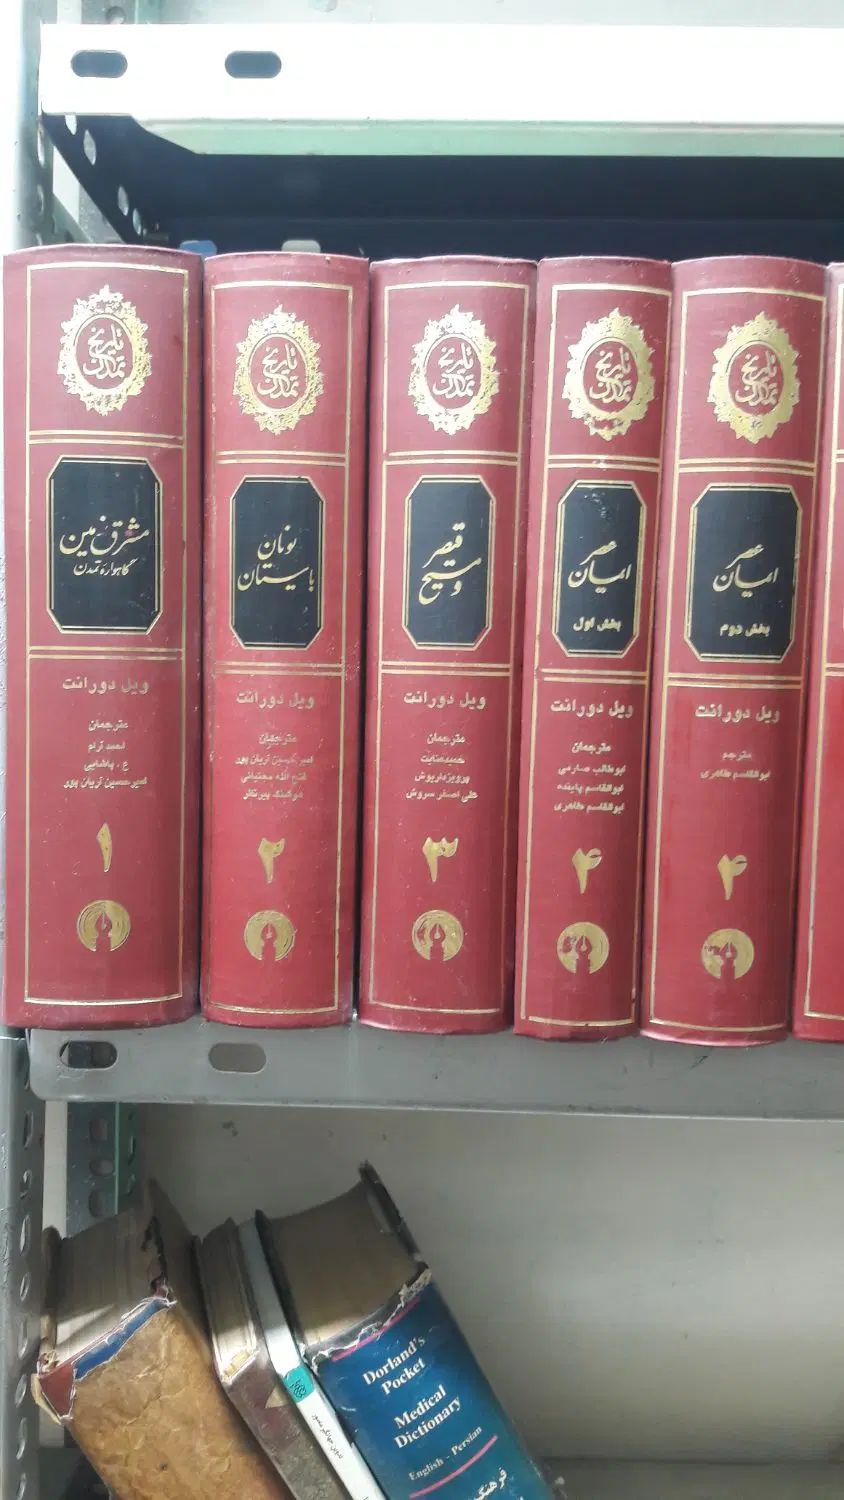 تاریخ
تمدن
مشرق زمین
گاهواره تمدن
ویل دورانت
مترجمان
احمد آرام
ع . پاشایی
امیرحسین آریان پور
۱
تاریخ
تمدن
یونان
باستان
ویل دورانت
مترجمان
امیرحسین آریان پور
فتح الله مجتبائی
هوشنگ پیرنظر
۲
تاریخ
تمدن
قیصر
و مسیح
ویل دورانت
مترجمان
حمید عنایت
پرویز داریوش
علی اصغر سروش
۳
تاریخ
تمدن
عصر
ایمان
بخش اول
ویل دورانت
مترجمان
ابوطالب صارمی
ابوالقاسم پاینده
ابوالقاسم طاهری
۴
تاریخ
تمدن
عصر
ایمان
بخش دوم
ویل دورانت
مترجم
ابوالقاسم طاهری
۴
Dorland's
Pocket
Medical
Dictionary
English - Persian
فرهنگ